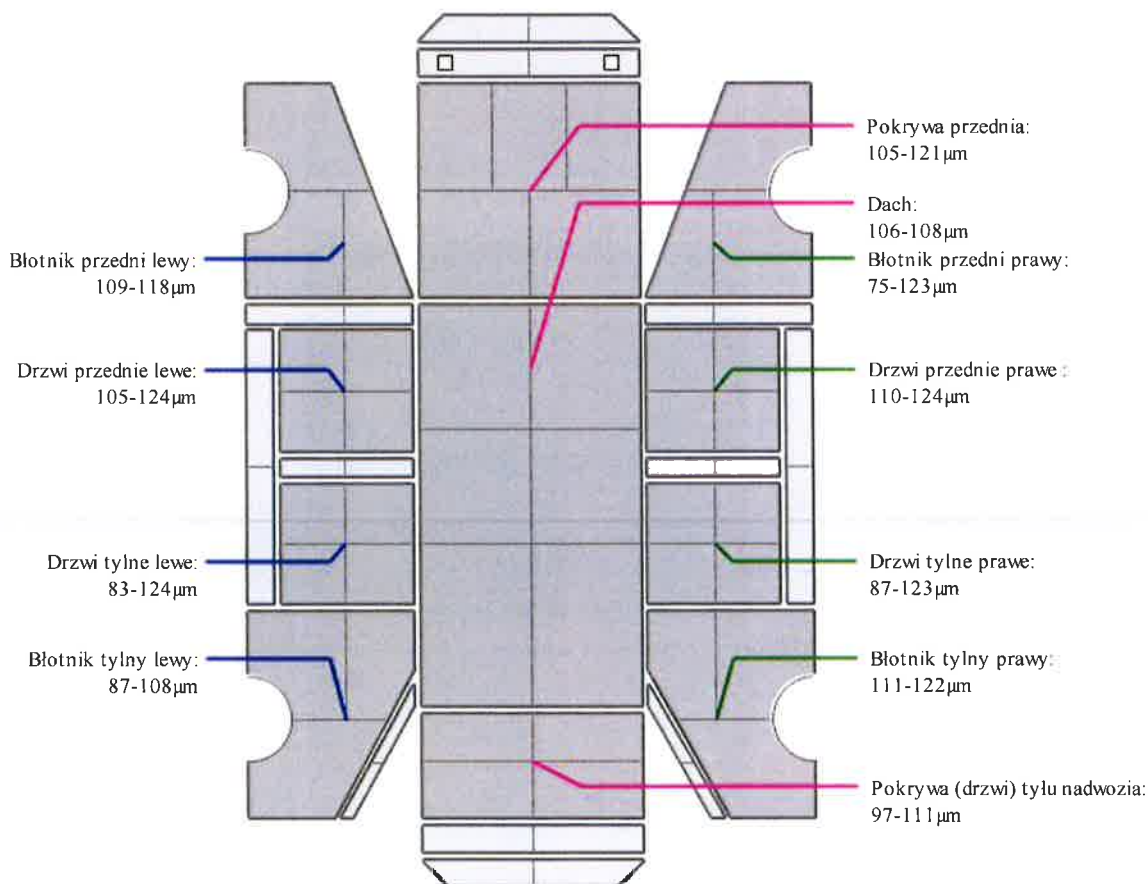 Pokrywa przednia:
105-121µm
Dach:
106-108µm
Błotnik przedni lewy:
109-118µm
Błotnik przedni prawy:
75-123µm
Drzwi przednie lewe:
105-124µm
Drzwi przednie prawe:
110-124µm
Drzwi tylne lewe:
83-124µm
Drzwi tylne prawe:
87-123µm
Błotnik tylny lewy:
87-108µm
Błotnik tylny prawy:
111-122µm
Pokrywa (drzwi) tyłu nadwozia:
97-111µm